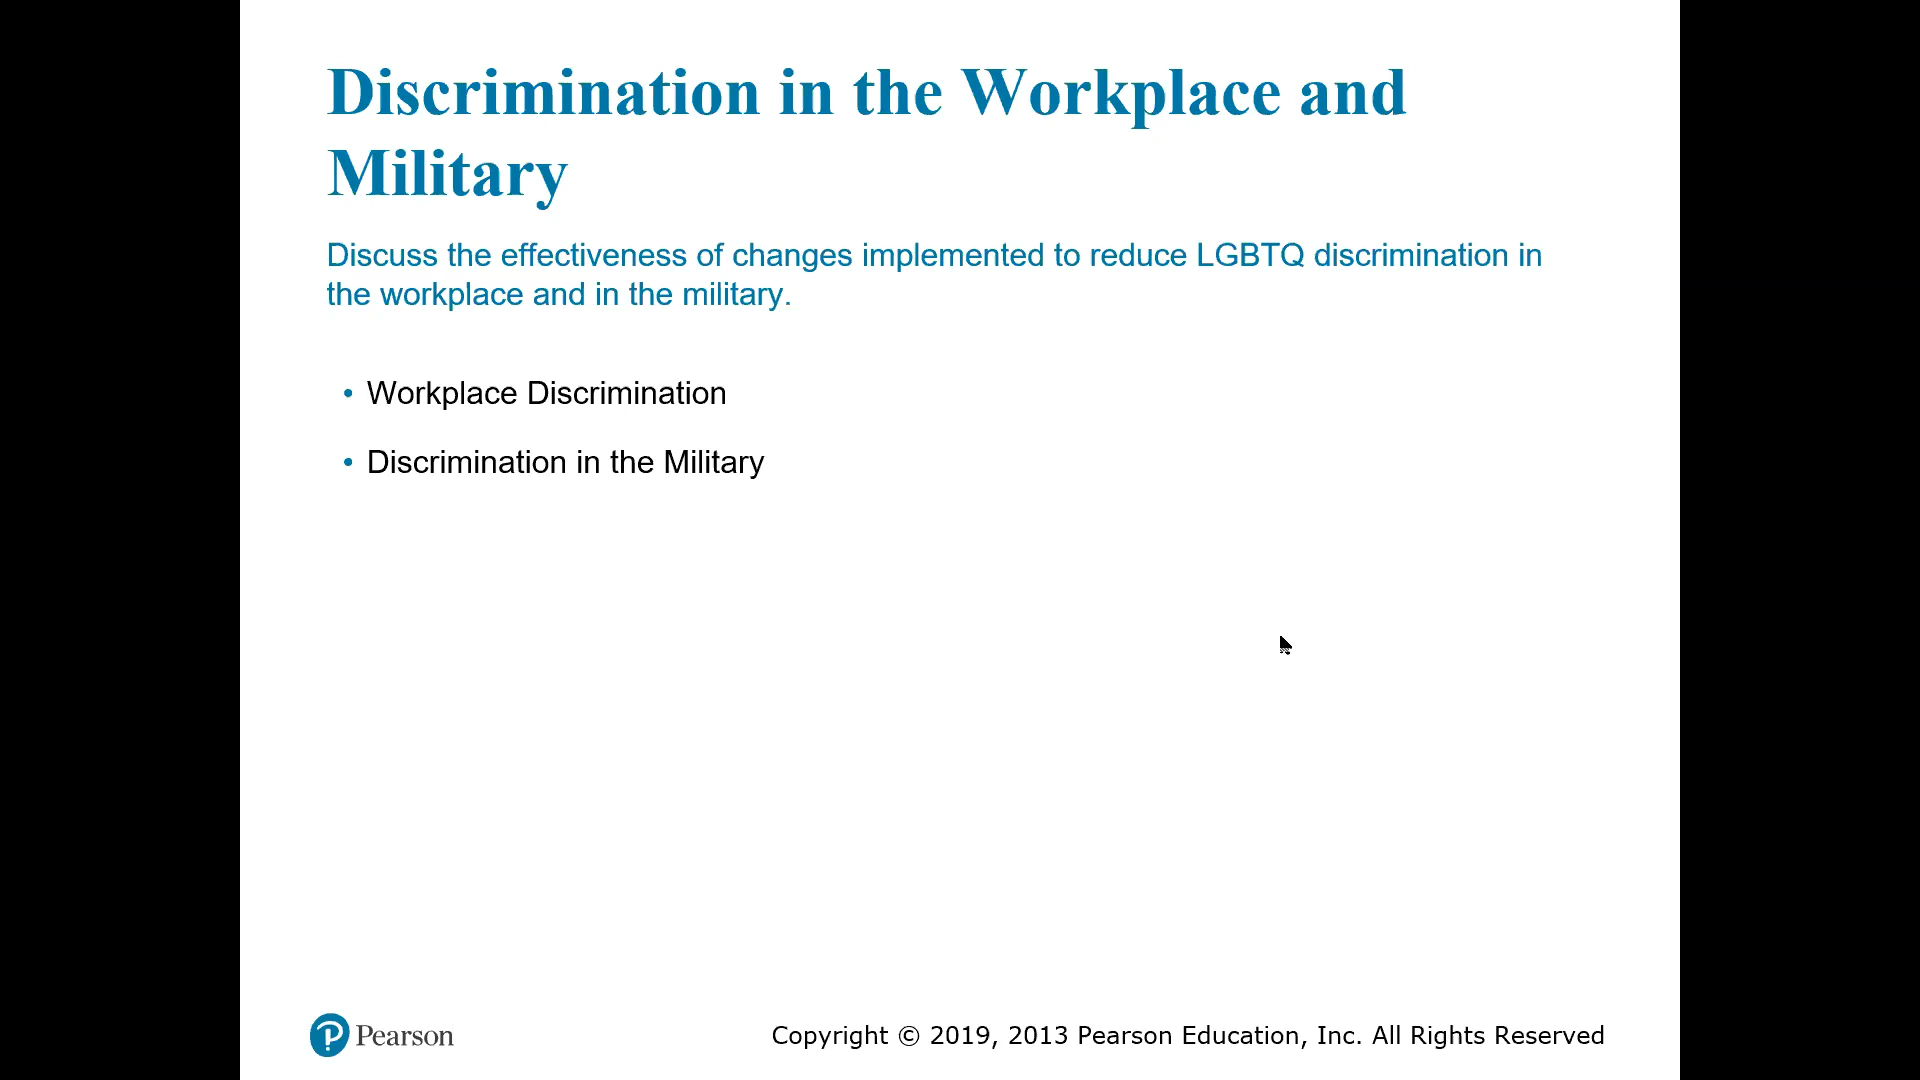 Discrimination in the Workplace and
Military
Discuss the effectiveness of changes implemented to reduce LGBTQ discrimination in
the workplace and in the military.
• Workplace Discrimination
• Discrimination in the Military
Pearson
Copyright © 2019, 2013 Pearson Education, Inc. All Rights Reserved